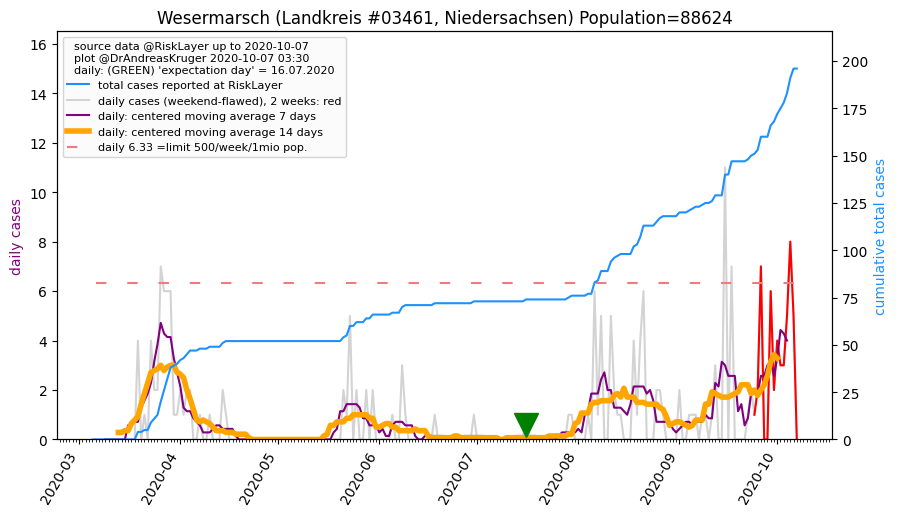 Wesermarsch (Landkreis #03461, Niedersachsen) Population=88624
source data @RiskLayer up to 2020-10-07
plot @DrAndreasKruger 2020-10-07 03:30
daily: (GREEN) 'expectation day' = 16.07.2020
total cases reported at RiskLayer
daily cases (weekend-flawed), 2 weeks: red
daily: centered moving average 7 days
daily: centered moving average 14 days
daily 6.33 =limit 500/week/1mio pop.
daily cases
16
14
12
10
8
6
4
2
0
cumulative total cases
200
175
150
125
100
75
50
25
0
2020-03
2020-04
2020-05
2020-06
2020-07
2020-08
2020-09
2020-10